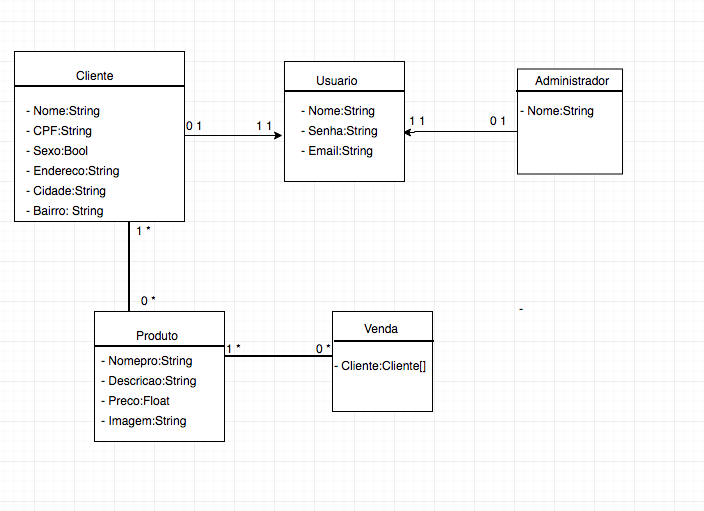 Cliente
- Nome:String
- CPF:String
- Sexo:Bool
- Endereco:String
- Cidade:String
- Bairro: String
0 1
1 1
Usuario
- Nome:String
- Senha:String
- Email:String
1 1
0 1
Administrador
- Nome:String
1 *
0 *
Produto
- Nomepro:String
- Descricao:String
- Preco:Float
- Imagem:String
1 *
0 *
Venda
- Cliente:Cliente[]
-